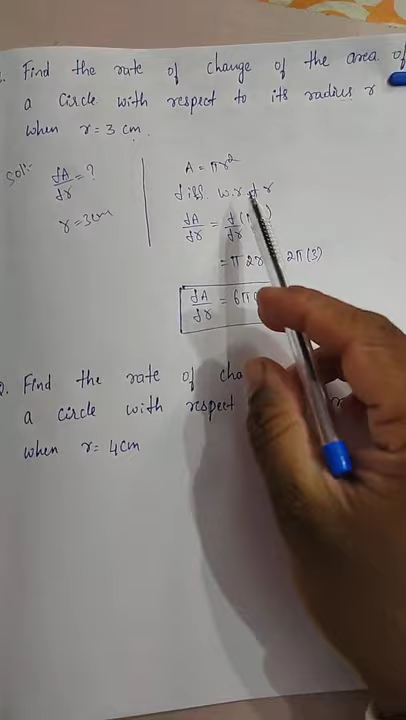 Find the rate of change of the area of
a circle with respect to its radius r
when r = 3 cm.
Sol:-
dA/dr = ?
r = 3cm
A = πr²
diff w.r.t r
dA/dr = d/dr (
= π 2r 2π(3)
dA/dr = 6π
2. Find the rate of
a circle with respect
when r = 4cm